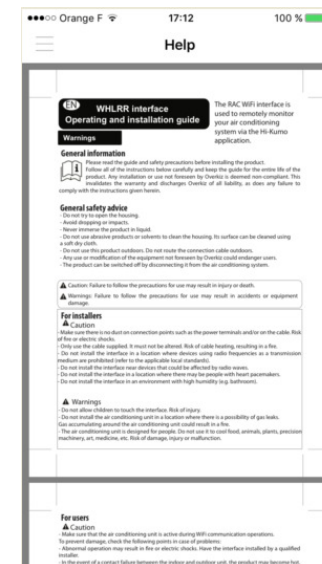 Orange F 17:12 100 %
Help
EN WHLRR interface
Operating and installation guide
The RAC WiFi interface is
used to remotely monitor
your air conditioning
system via the Hi-Kumo
application.
Warnings
General information
Please read the guide and safety precautions before installing the product.
Follow all of the instructions below carefully and keep the guide for the entire life of the
product. Any installation or use not foreseen by Overkiz is deemed non-compliant. This
invalidates the warranty and discharges Overkiz of all liability, as does any failure to
comply with the instructions given herein.
General safety advice
- Do not try to open the housing.
- Avoid dropping or impacts.
- Never immerse the product in liquid.
- Do not use abrasive products or solvents to clean the housing. Its surface can be cleaned using
a soft dry cloth.
- Do not use this product outdoors. Do not route the connection cable outdoors.
- Any use or modification of the equipment not foreseen by Overkiz could endanger users.
- The product can be switched off by disconnecting it from the air conditioning system.
Caution: Failure to follow the precautions for use may result in injury or death.
Warnings: Failure to follow the precautions for use may result in accidents or equipment
damage.
For installers
Caution
- Make sure there is no dust on connection points such as the power terminals and/or on the cable. Risk
of fire or electric shocks.
- Only use the cable supplied. It must not be altered. Risk of cable heating, resulting in a fire.
- Do not install the interface in a location where devices using radio frequencies as a transmission
medium are prohibited (refer to the applicable local standards).
- Do not install the interface near devices that could be affected by radio waves.
- Do not install the interface in a location where there may be people with heart pacemakers.
- Do not install the interface in an environment with high humidity (e.g. bathroom).
Warnings
- Do not allow children to touch the interface. Risk of injury.
- Do not install the air conditioning unit in a location where there is a possibility of gas leaks.
Gas accumulating around the air conditioning unit could result in a fire.
- The air conditioning unit is designed for people. Do not use it to cool food, animals, plants, precision
machinery, art, medicine, etc. Risk of damage, injury or malfunction.
For users
Caution
- Make sure that the air conditioning unit is active during WiFi communication operations.
To prevent damage, check the following points in case of problems:
- Abnormal operation may result in fire or electric shocks. Have the interface installed by a qualified
installer.
- In the event of a contact failure between the indoor and outdoor unit, the product may become hot,